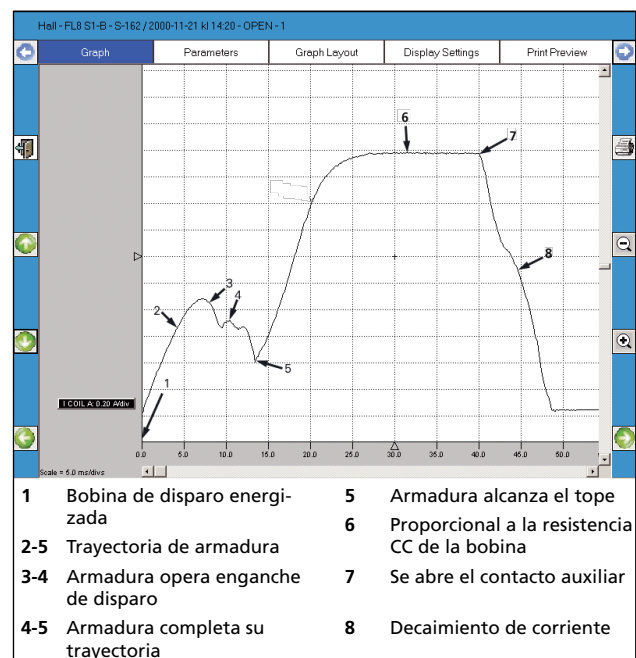 Hall - FL8 S1-B - S-162 / 2000-11-21 kl 14:20 - OPEN - 1
Graph Parameters Graph Layout Display Settings Print Preview
6
7
8
3
4
2
5
1
I COIL A: 0.20 A/div
0.0 5.0 10.0 15.0 20.0 25.0 30.0 35.0 40.0 45.0 50.0
Scale = 5.0 ms/divs
1 Bobina de disparo energi-
zada
2-5 Trayectoria de armadura
3-4 Armadura opera enganche
de disparo
4-5 Armadura completa su
trayectoria
5 Armadura alcanza el tope
6 Proporcional a la resistencia
CC de la bobina
7 Se abre el contacto auxiliar
8 Decaimiento de corriente